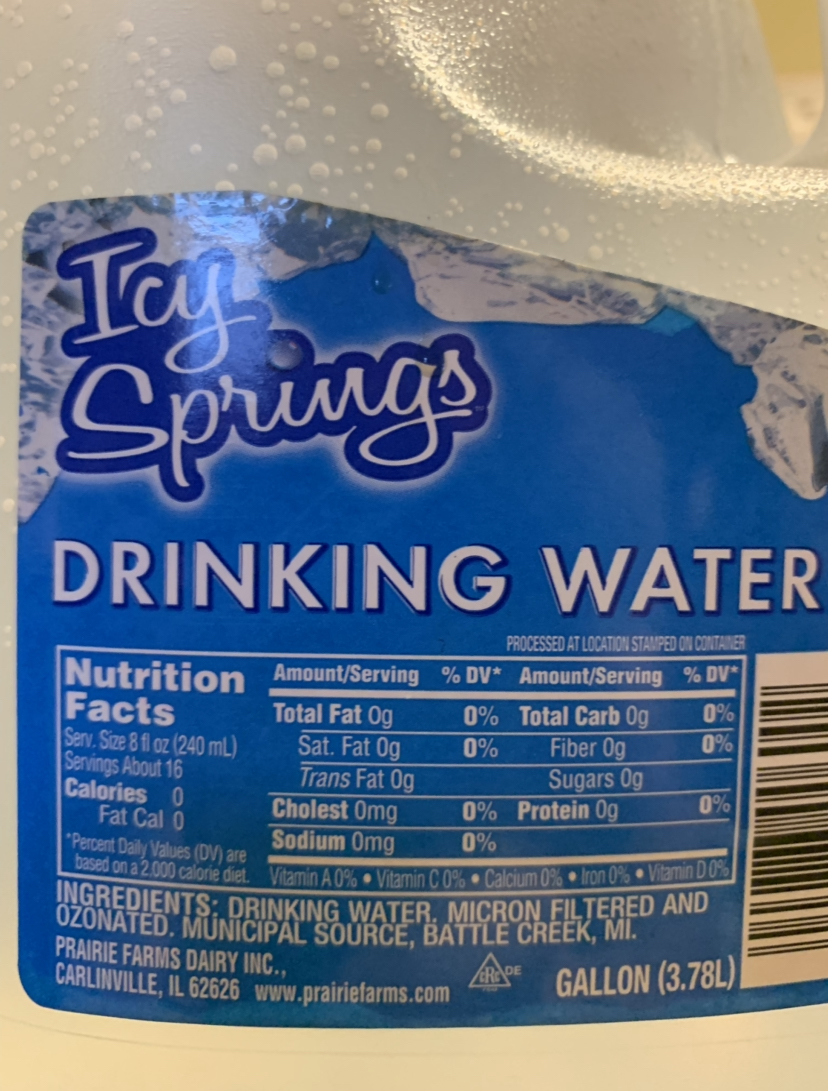 Icy
Springs
DRINKING WATER
PROCESSED AT LOCATION STAMPED ON CONTAINER
Nutrition
Facts
Serv. Size 8 fl oz (240 mL)
Servings About 16
Calories 0
Fat Cal 0
*Percent Daily Values (DV) are
based on a 2,000 calorie diet.
Amount/Serving % DV* Amount/Serving % DV*
Total Fat 0g 0% Total Carb 0g 0%
Sat. Fat 0g 0% Fiber 0g 0%
Trans Fat 0g Sugars 0g
Cholest 0mg 0% Protein 0g 0%
Sodium 0mg 0%
Vitamin A 0% • Vitamin C 0% • Calcium 0% • Iron 0% • Vitamin D 0%
INGREDIENTS: DRINKING WATER. MICRON FILTERED AND
OZONATED. MUNICIPAL SOURCE, BATTLE CREEK, MI.
PRAIRIE FARMS DAIRY INC.,
CARLINVILLE, IL 62626 www.prairiefarms.com
DE
GALLON (3.78L)